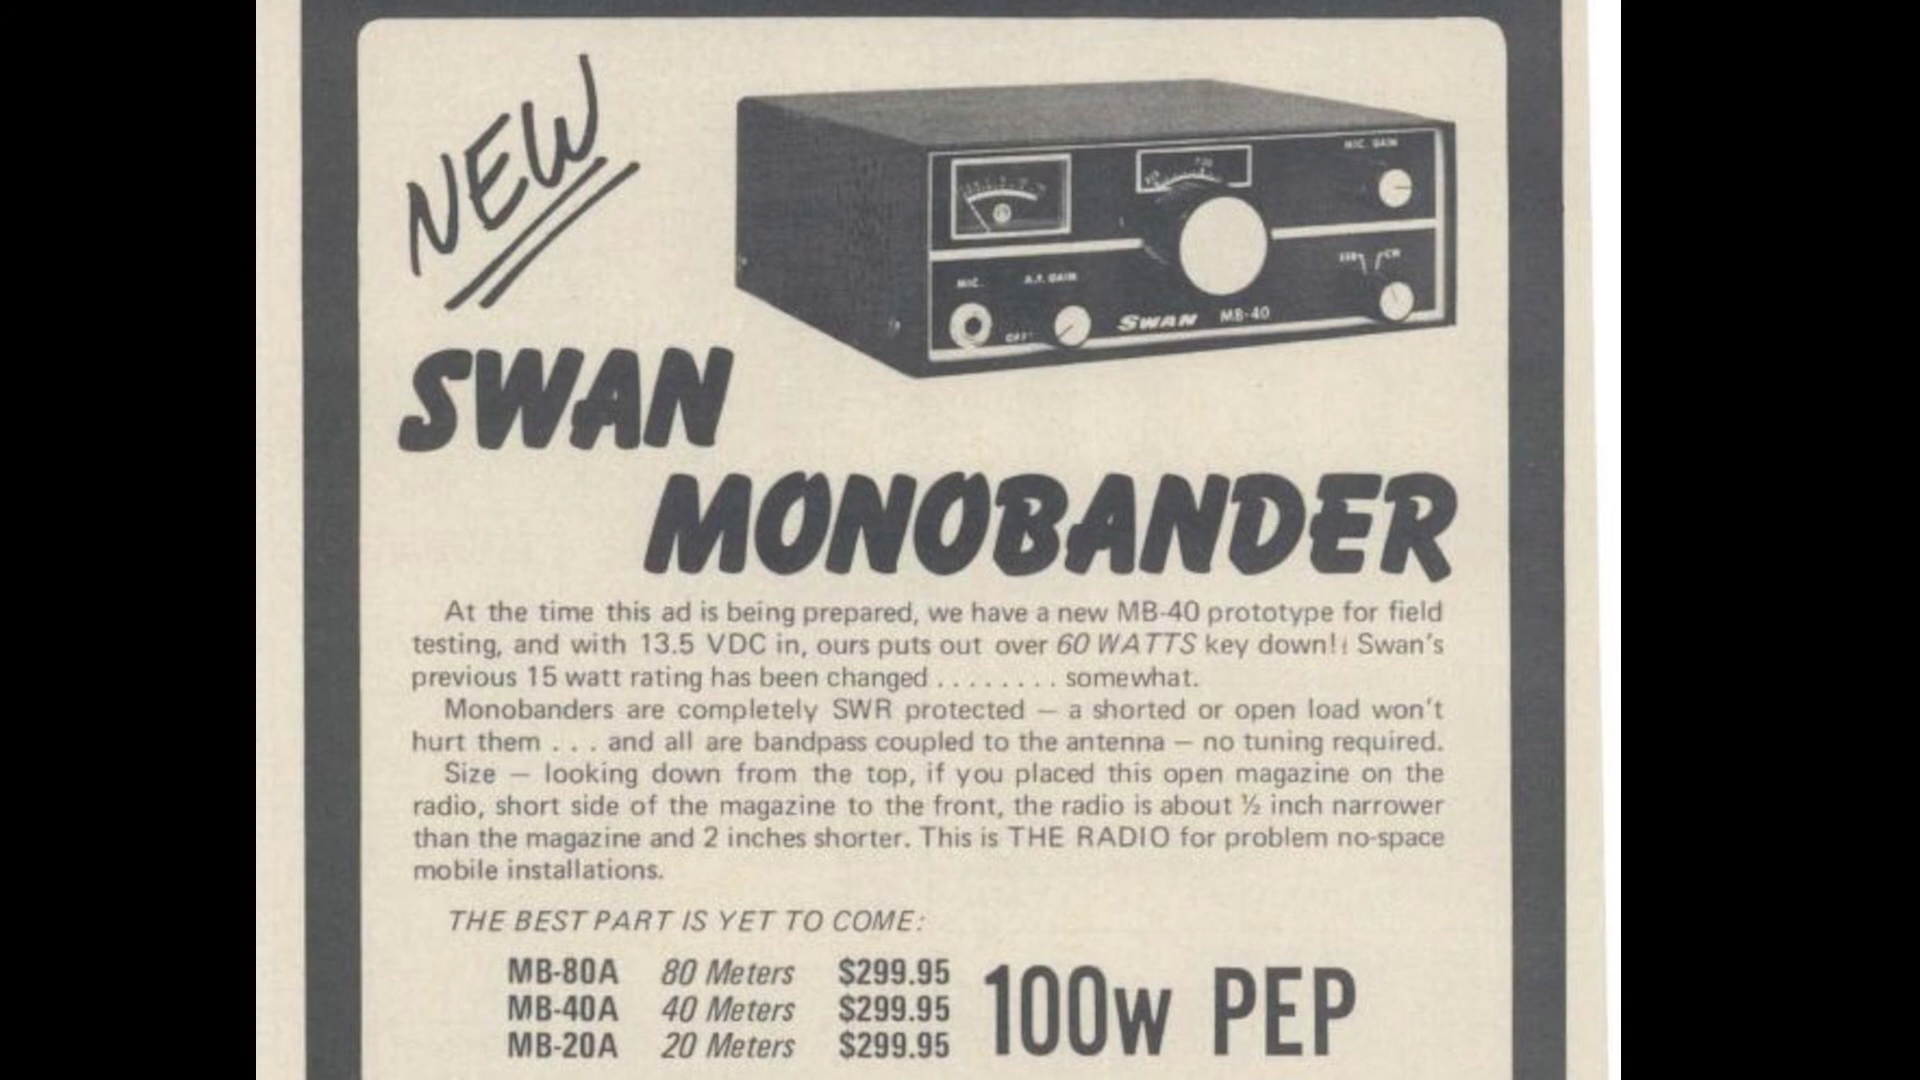 NEW
MIC. GAIN
MIC.
A.F. GAIN
SSB
CW
OFF
SWAN MB-40
SWAN
MONOBANDER
At the time this ad is being prepared, we have a new MB-40 prototype for field
testing, and with 13.5 VDC in, ours puts out over 60 WATTS key down!! Swan's
previous 15 watt rating has been changed . . . . . . . . somewhat.
Monobanders are completely SWR protected — a shorted or open load won't
hurt them . . . and all are bandpass coupled to the antenna — no tuning required.
Size — looking down from the top, if you placed this open magazine on the
radio, short side of the magazine to the front, the radio is about ½ inch narrower
than the magazine and 2 inches shorter. This is THE RADIO for problem no-space
mobile installations.
THE BEST PART IS YET TO COME:
MB-80A 80 Meters $299.95
MB-40A 40 Meters $299.95
MB-20A 20 Meters $299.95
100w PEP